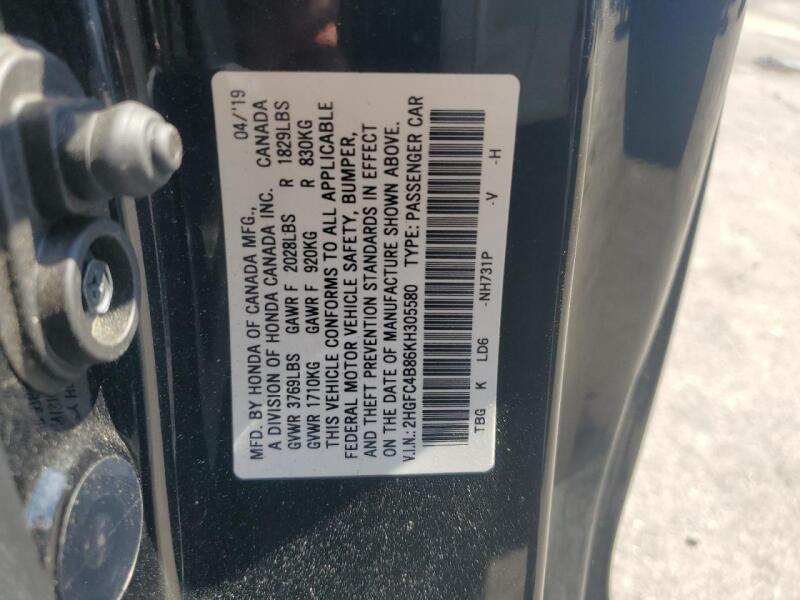 MFD. BY HONDA OF CANADA MFG., 04/'19
A DIVISION OF HONDA CANADA INC. CANADA
GVWR 3769LBS GAWR F 2028LBS R 1829LBS
GVWR 1710KG GAWR F 920KG R 830KG
THIS VEHICLE CONFORMS TO ALL APPLICABLE
FEDERAL MOTOR VEHICLE SAFETY, BUMPER,
AND THEFT PREVENTION STANDARDS IN EFFECT
ON THE DATE OF MANUFACTURE SHOWN ABOVE.
V.I.N.: 2HGFC4B86KH305580 TYPE: PASSENGER CAR
TBG K LD6 -NH731P -V -H